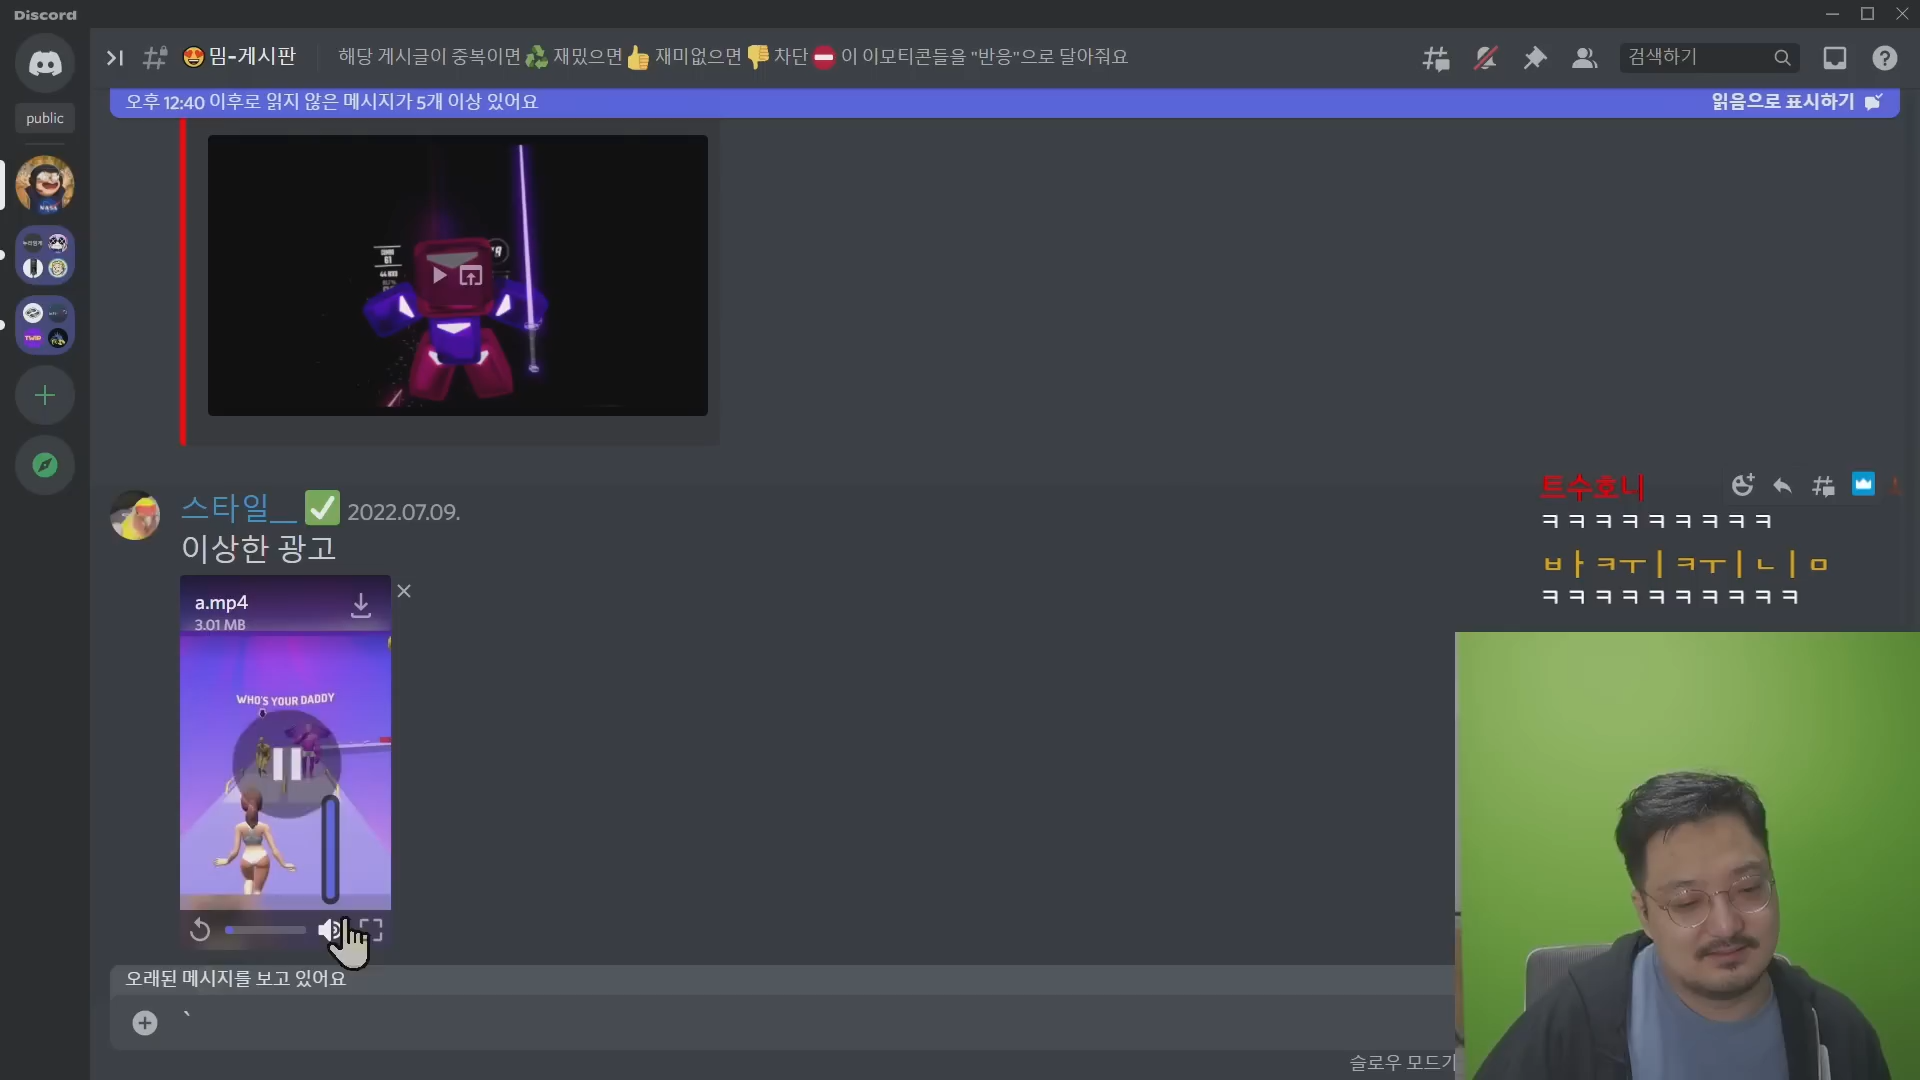 Discord
😍밈-게시판
해당 게시글이 중복이면♻️ 재밌으면👍 재미없으면👎 차단⛔ 이 이모티콘들을 "반응"으로 달아줘요
검색하기
public
오후 12:40 이후로 읽지 않은 메시지가 5개 이상 있어요
읽음으로 표시하기
스타일__ ✅ 2022.07.09.
이상한 광고
a.mp4
3.01 MB
WHO'S YOUR DADDY
트수호니
ㅋㅋㅋㅋㅋㅋㅋㅋㅋ
ㅂㅏㅋㅜㅣㅋㅜㅣㄴㅣㅁ
ㅋㅋㅋㅋㅋㅋㅋㅋㅋㅋ
오래된 메시지를 보고 있어요
`
슬로우 모드가